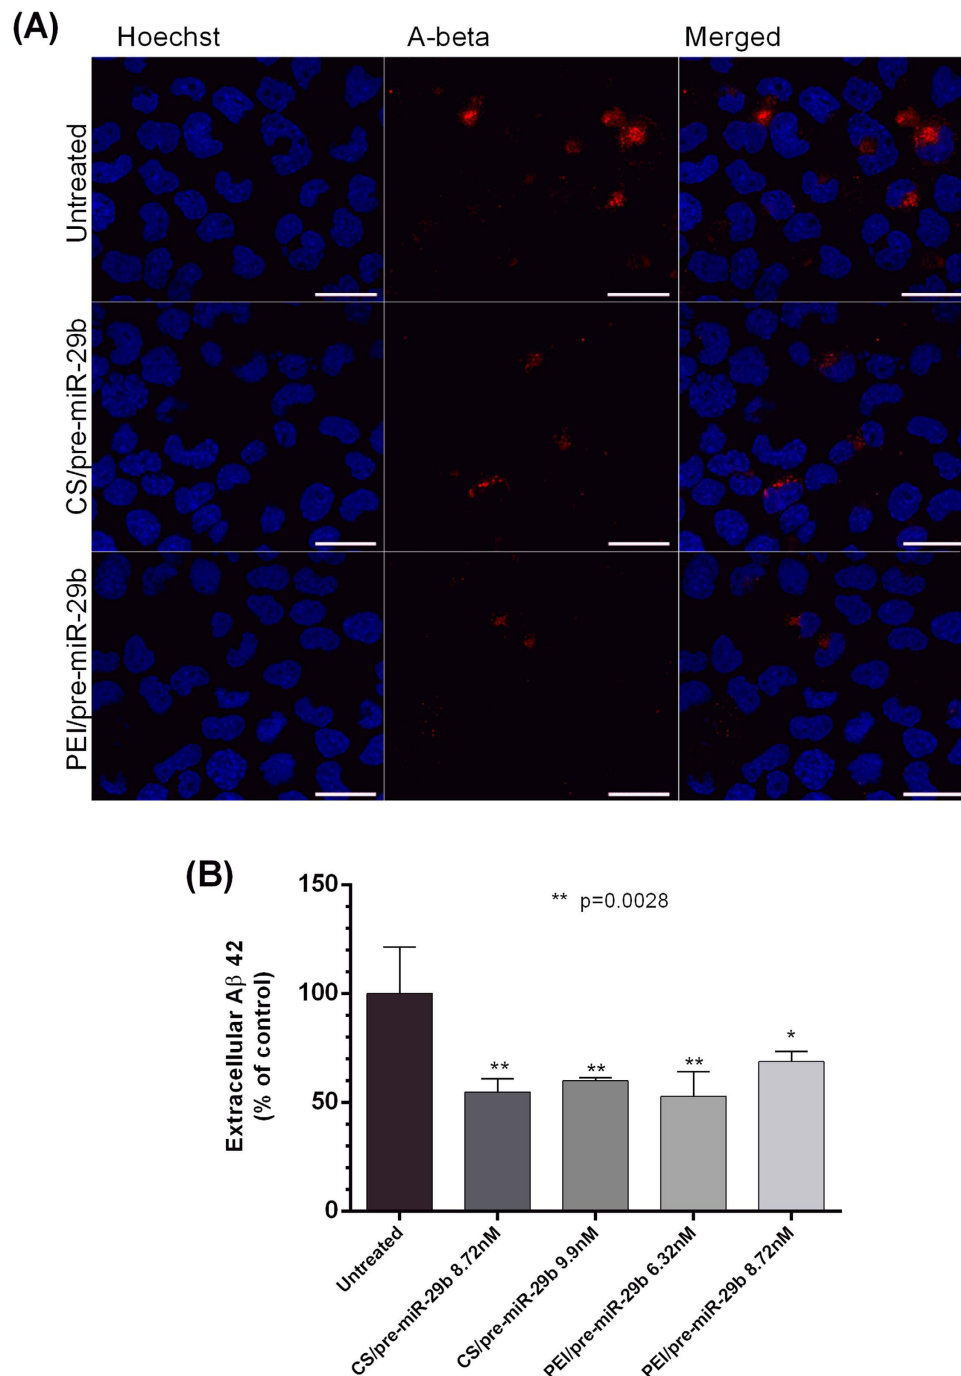 (A)
Hoechst A-beta Merged
Untreated
CS/pre-miR-29b
PEI/pre-miR-29b
(B)
** p=0.0028
Extracellular Aβ 42
(% of control)
150
100
50
0
** ** ** *
Untreated
CS/pre-miR-29b 8.72nM
CS/pre-miR-29b 9.9nM
PEI/pre-miR-29b 6.32nM
PEI/pre-miR-29b 8.72nM